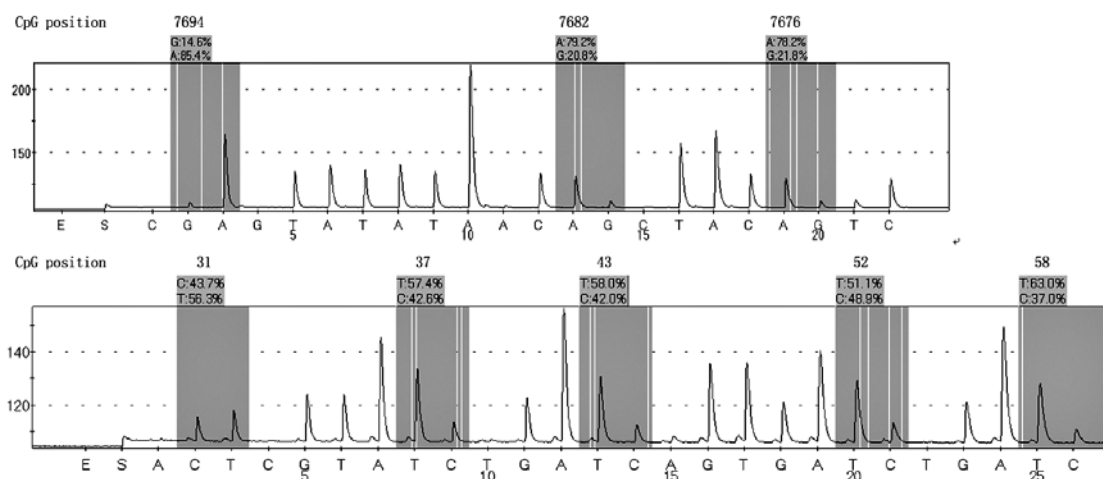 CpG position 7694 7682 7676
G:14.6% A:79.2% A:78.2%
A:85.4% G:20.8% G:21.8%
200
150
E S C G A G T A T A T A A C A G C T A C A G T C
5 10 15 20
CpG position 31 37 43 52 58
C:43.7% T:57.4% T:58.0% T:51.1% T:63.0%
T:56.3% C:42.6% C:42.0% C:48.9% C:37.0%
140
120
E S A C T C G T A T C T G A T C A G T G A T C T G A T C
5 10 15 20 25